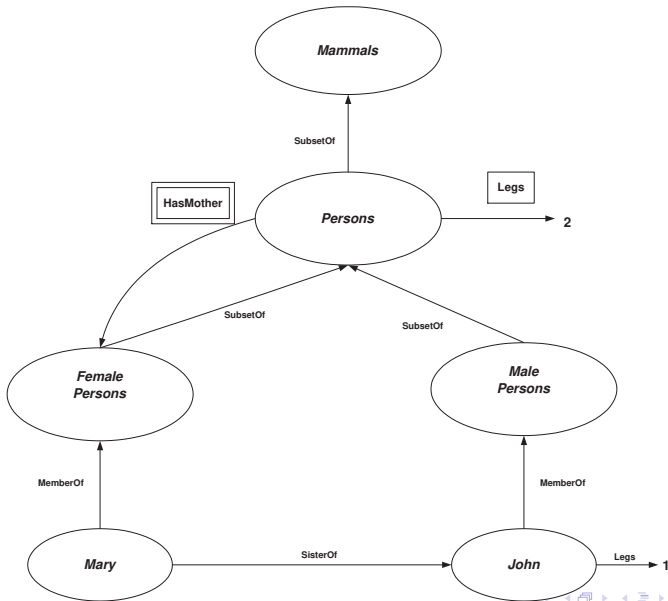 Mammals
SubsetOf
HasMother
Legs
Persons
2
SubsetOf
SubsetOf
Female
Persons
Male
Persons
MemberOf
MemberOf
Mary
SisterOf
John
Legs
1